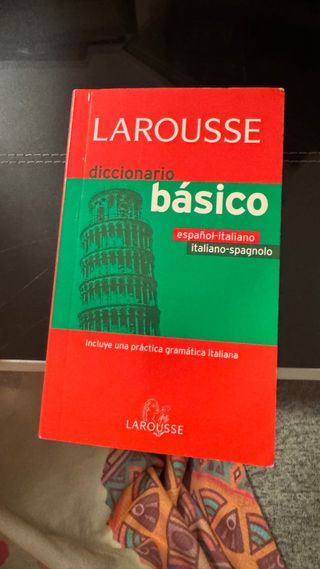 LAROUSSE
diccionario
básico
español-italiano
italiano-spagnolo
Incluye una práctica gramática italiana
LAROUSSE